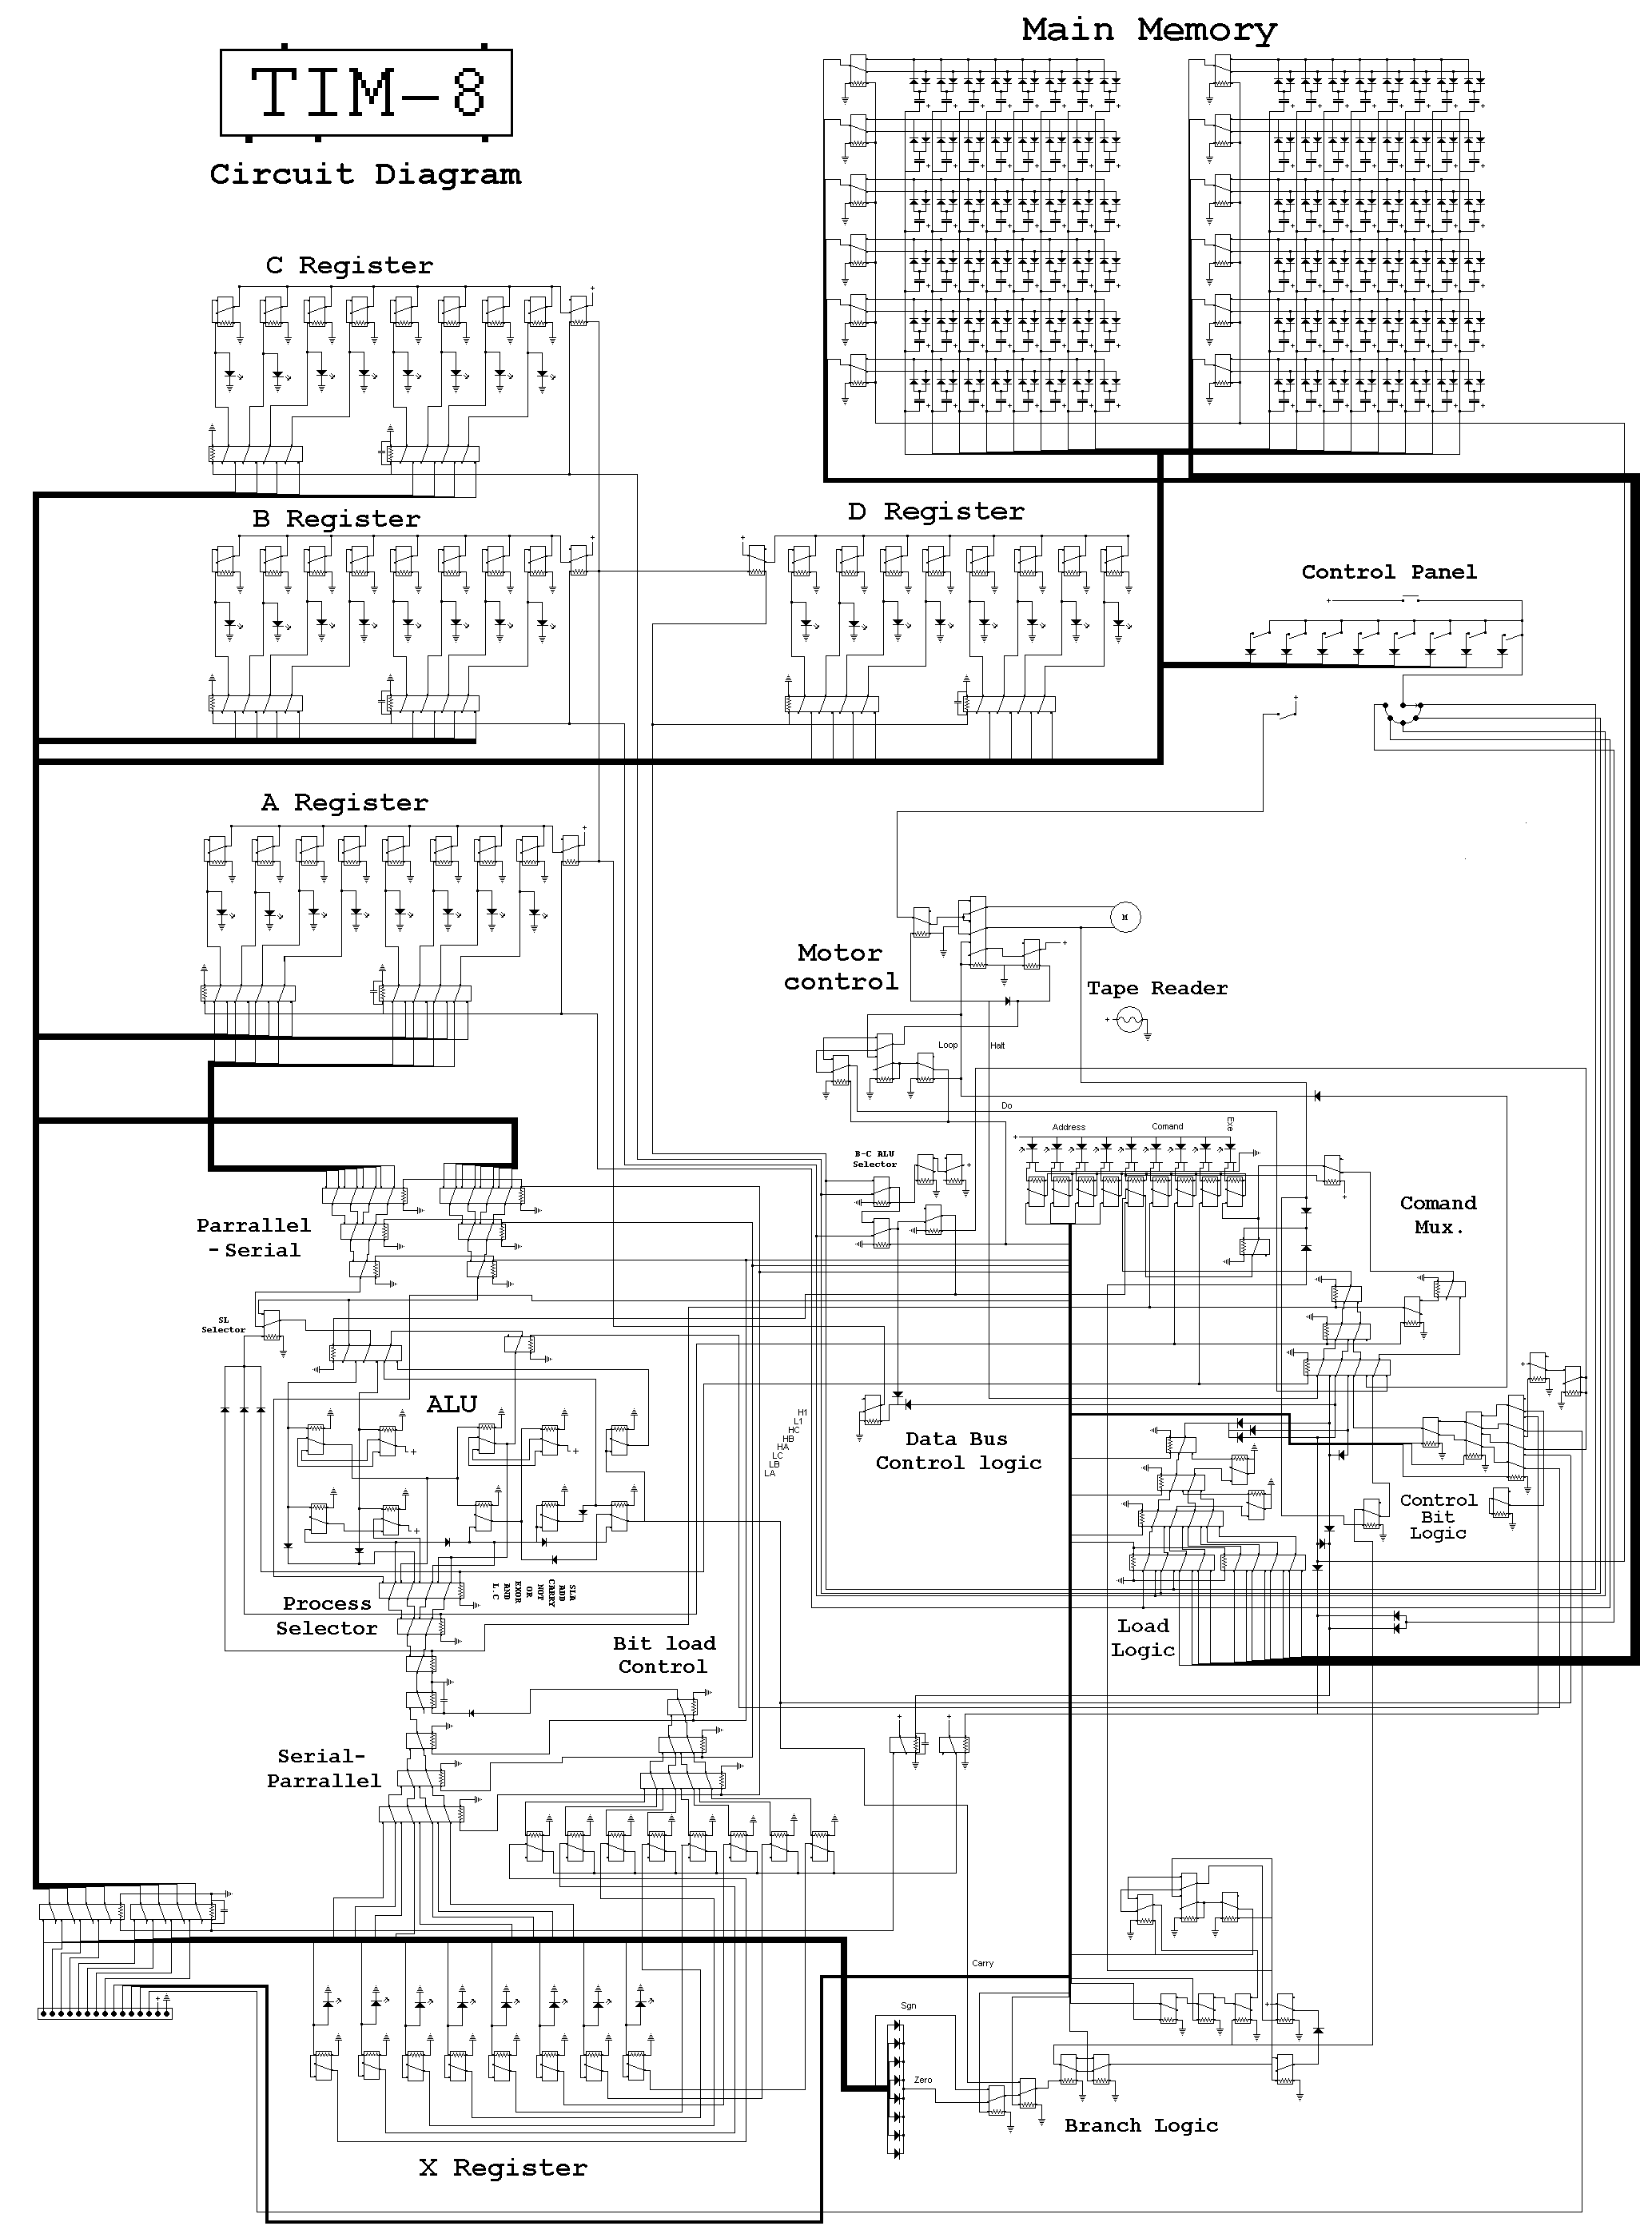 Main Memory
TIM-8
Circuit Diagram
C Register
B Register
D Register
Control Panel
A Register
M
Motor
control
Tape Reader
Loop
Halt
Do
Address
Comand
Exe
B-C ALU
Selector
Comand
Mux.
Parrallel
-Serial
SL
Selector
ALU
H1
L1
HC
HB
HA
LC
LB
LA
Data Bus
Control logic
Control
Bit
Logic
SLA
ADD
CARRY
NOT
OR
EXOR
AND
L.C
Process
Selector
Bit load
Control
Load
Logic
Serial-
Parrallel
Carry
Sgn
Zero
Branch Logic
X Register